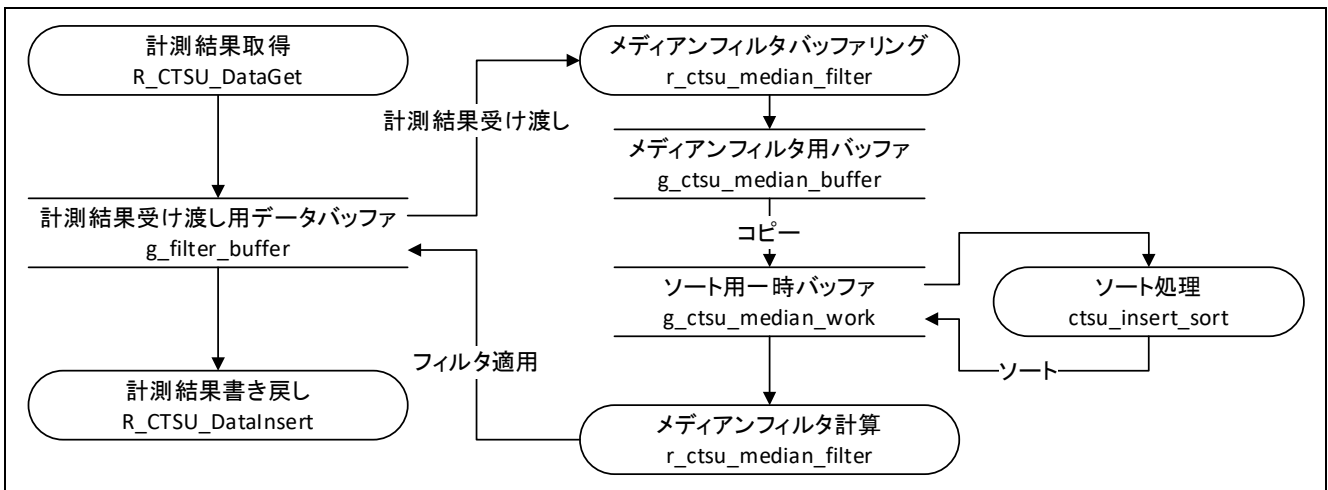 計測結果取得
R_CTSU_DataGet
計測結果受け渡し用データバッファ
g_filter_buffer
計測結果書き戻し
R_CTSU_DataInsert
計測結果受け渡し
フィルタ適用
メディアンフィルタバッファリング
r_ctsu_median_filter
メディアンフィルタ用バッファ
g_ctsu_median_buffer
コピー
ソート用一時バッファ
g_ctsu_median_work
メディアンフィルタ計算
r_ctsu_median_filter
ソート処理
ctsu_insert_sort
ソート